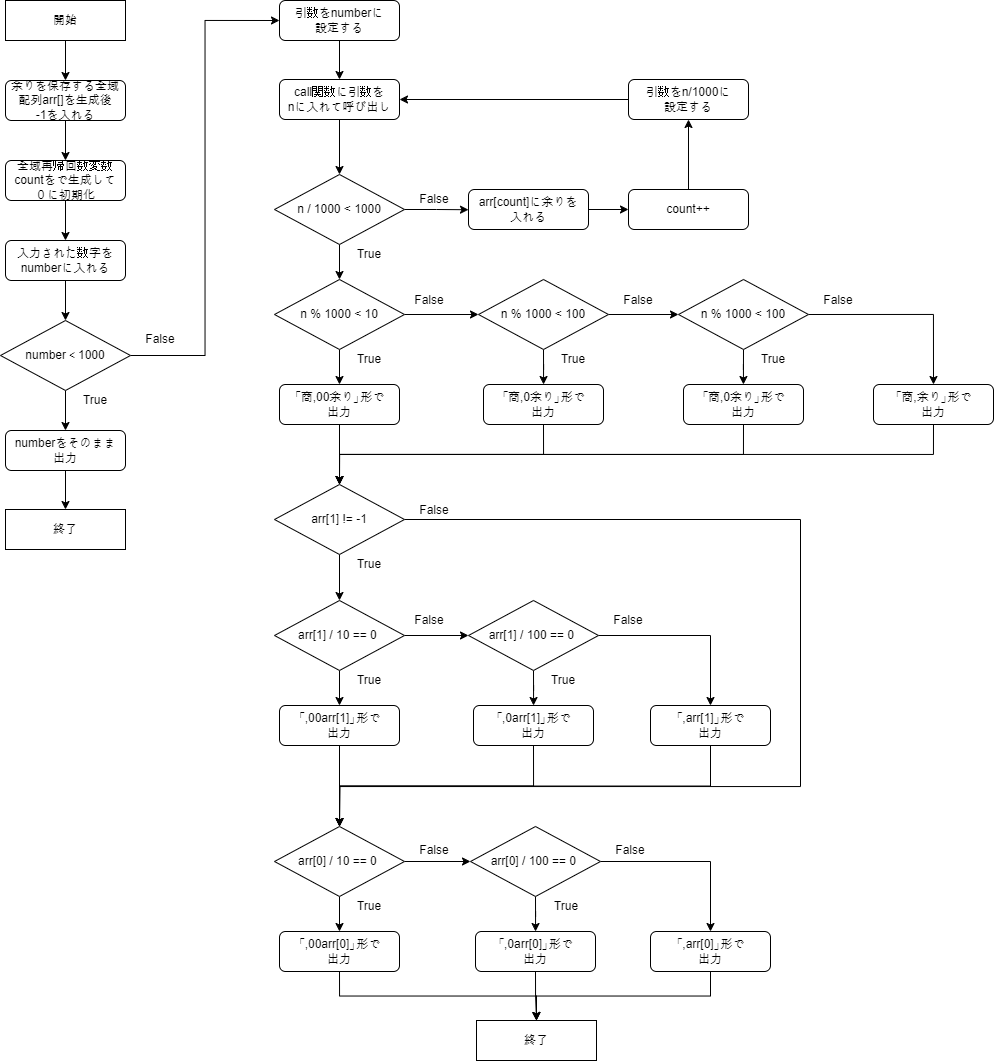 開始
余りを保存する全域
配列arr[]を生成後
-1を入れる
全域再帰回数変数
countをで生成して
０に初期化
入力された数字を
numberに入れる
number < 1000
False
True
numberをそのまま
出力
終了
引数をnumberに
設定する
call関数に引数を
nに入れて呼び出し
引数をn/1000に
設定する
n / 1000 < 1000
False
arr[count]に余りを
入れる
count++
True
n % 1000 < 10
False
n % 1000 < 100
False
n % 1000 < 100
False
True
True
True
「商,00余り」形で
出力
「商,0余り」形で
出力
「商,0余り」形で
出力
「商,余り」形で
出力
arr[1] != -1
False
True
arr[1] / 10 == 0
False
arr[1] / 100 == 0
False
True
True
「,00arr[1]」形で
出力
「,0arr[1]」形で
出力
「,arr[1]」形で
出力
arr[0] / 10 == 0
False
arr[0] / 100 == 0
False
True
True
「,00arr[0]」形で
出力
「,0arr[0]」形で
出力
「,arr[0]」形で
出力
終了